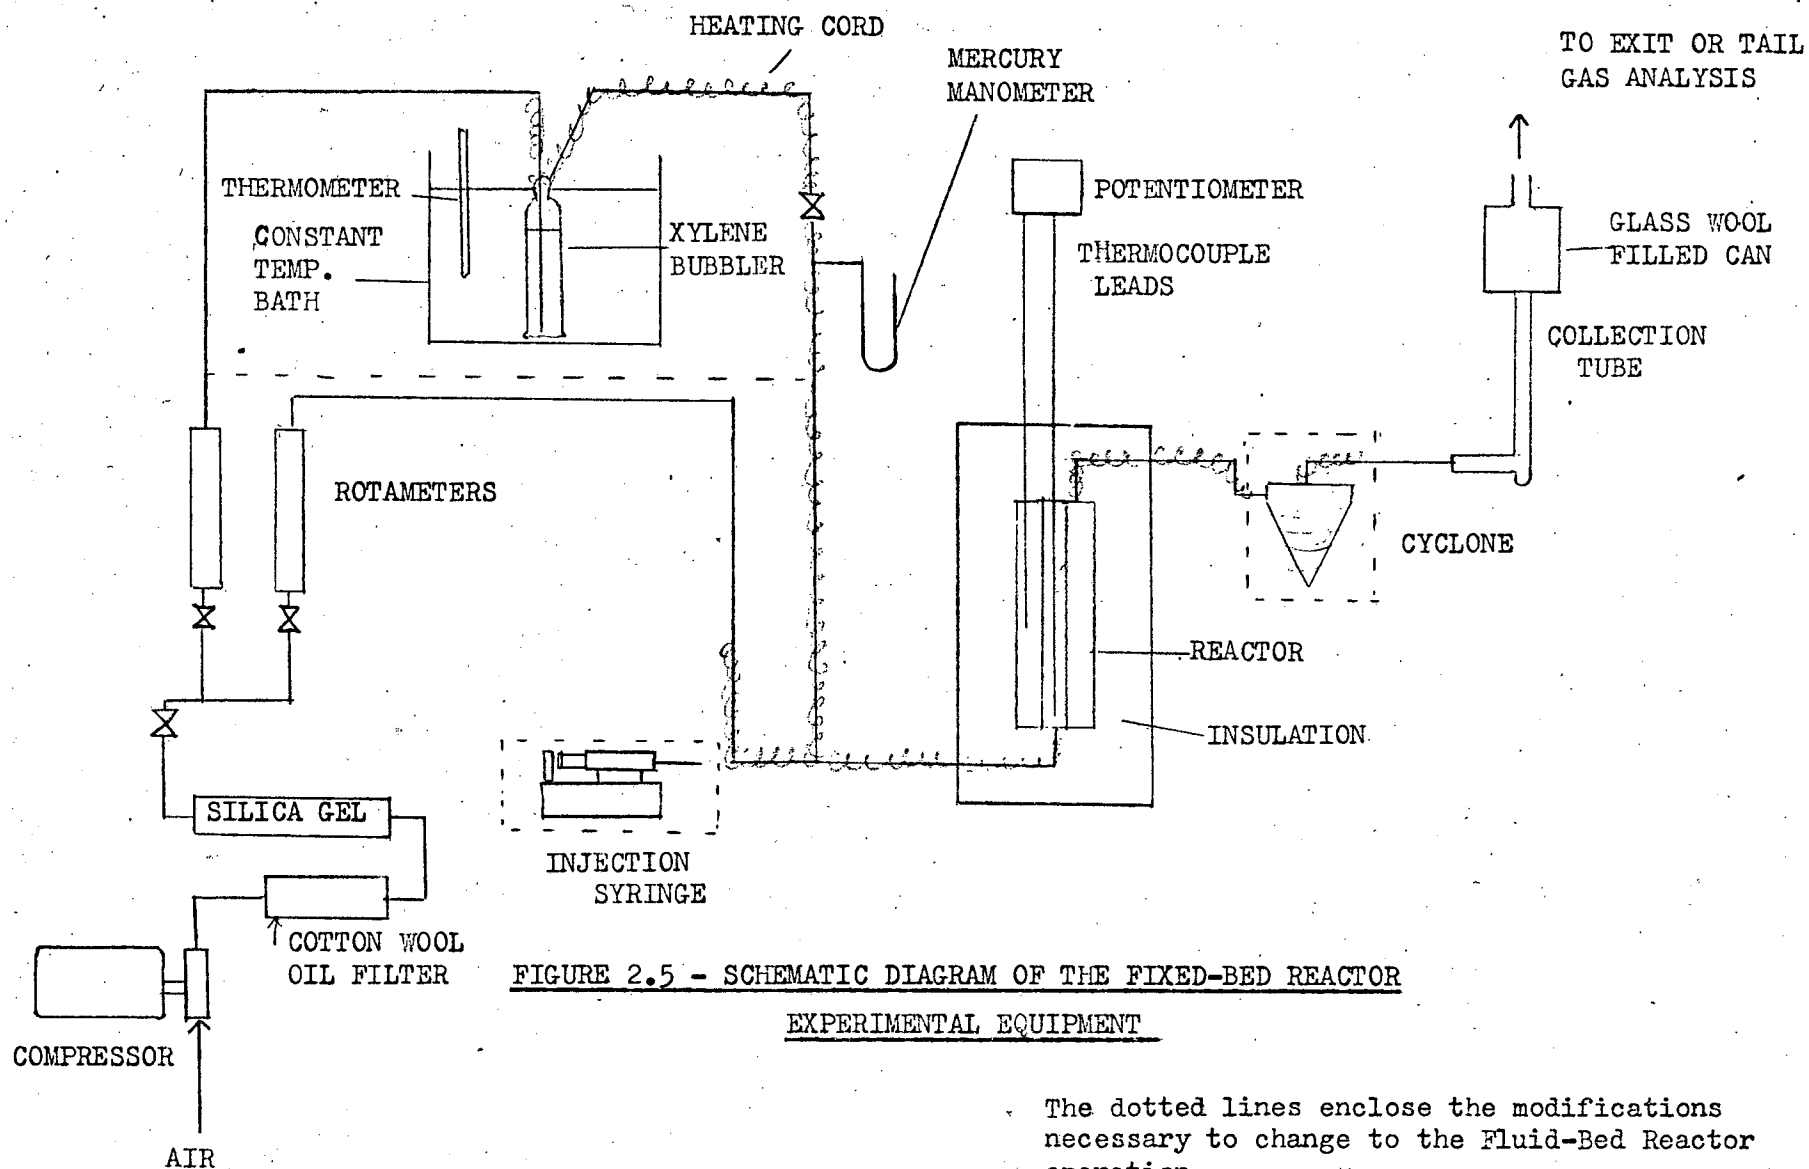 HEATING CORD
MERCURY
MANOMETER
TO EXIT OR TAIL
GAS ANALYSIS
THERMOMETER
CONSTANT
TEMP.
BATH
XYLENE
BUBBLER
POTENTIOMETER
THERMOCOUPLE
LEADS
GLASS WOOL
FILLED CAN
COLLECTION
TUBE
ROTAMETERS
CYCLONE
REACTOR
INSULATION
SILICA GEL
INJECTION
SYRINGE
COTTON WOOL
OIL FILTER
COMPRESSOR
AIR
FIGURE 2.5 - SCHEMATIC DIAGRAM OF THE FIXED-BED REACTOR
EXPERIMENTAL EQUIPMENT
The dotted lines enclose the modifications
necessary to change to the Fluid-Bed Reactor